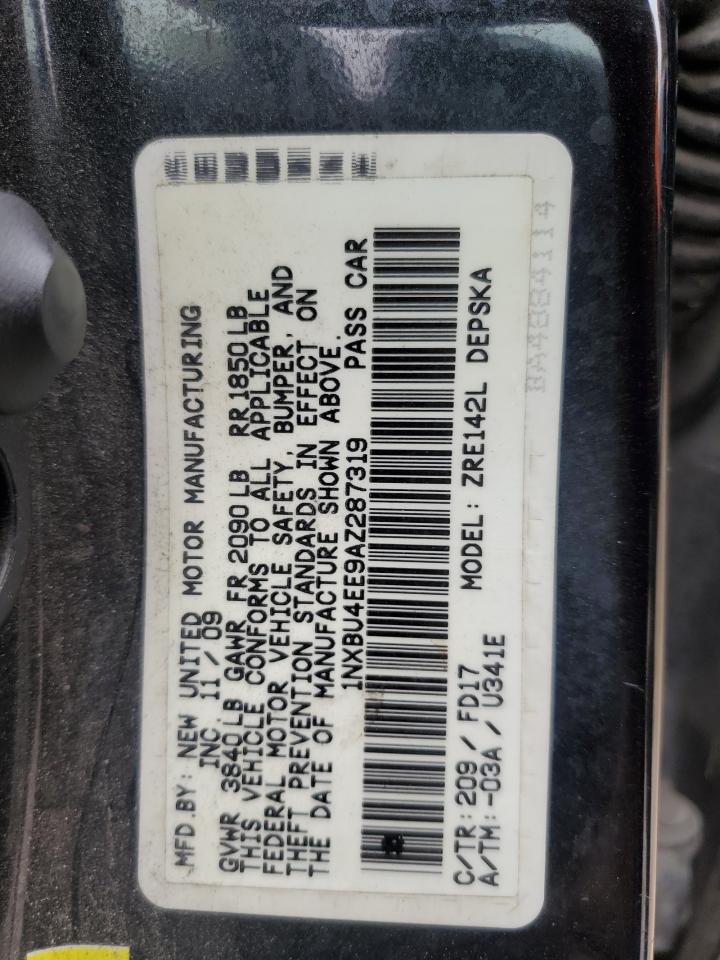 MFD.BY: NEW UNITED MOTOR MANUFACTURING
INC. 11/09
GVWR 3840LB GAWR FR 2090LB RR1850LB
THIS VEHICLE CONFORMS TO ALL APPLICABLE
FEDERAL MOTOR VEHICLE SAFETY, BUMPER, AND
THEFT PREVENTION STANDARDS IN EFFECT ON
THE DATE OF MANUFACTURE SHOWN ABOVE.
1NXBU4EE9AZ287319 PASS CAR
C/TR:209/FD17 MODEL: ZRE142L DEPSKA
A/TM:-03A/U341E